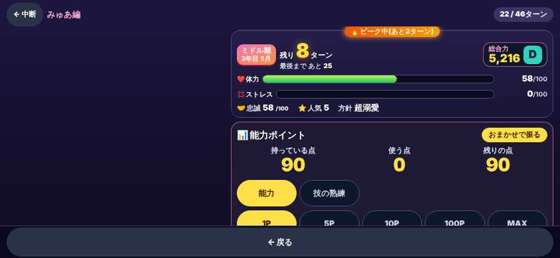 ← 中断
みゅあ編
22 / 46ターン
🔥 ピーク中(あと2ターン)
ミドル期
3年目 5月
残り 8 ターン
最後まで あと 25
総合力
5,216
D
❤️体力
58/100
💢ストレス
0/100
🤝忠誠 58 /100 ⭐人気 5 方針 超溺愛
📊 能力ポイント
おまかせで振る
持っている点 使う点 残りの点
90 0 90
能力 技の熟練
1P 5P 10P 100P MAX
← 戻る